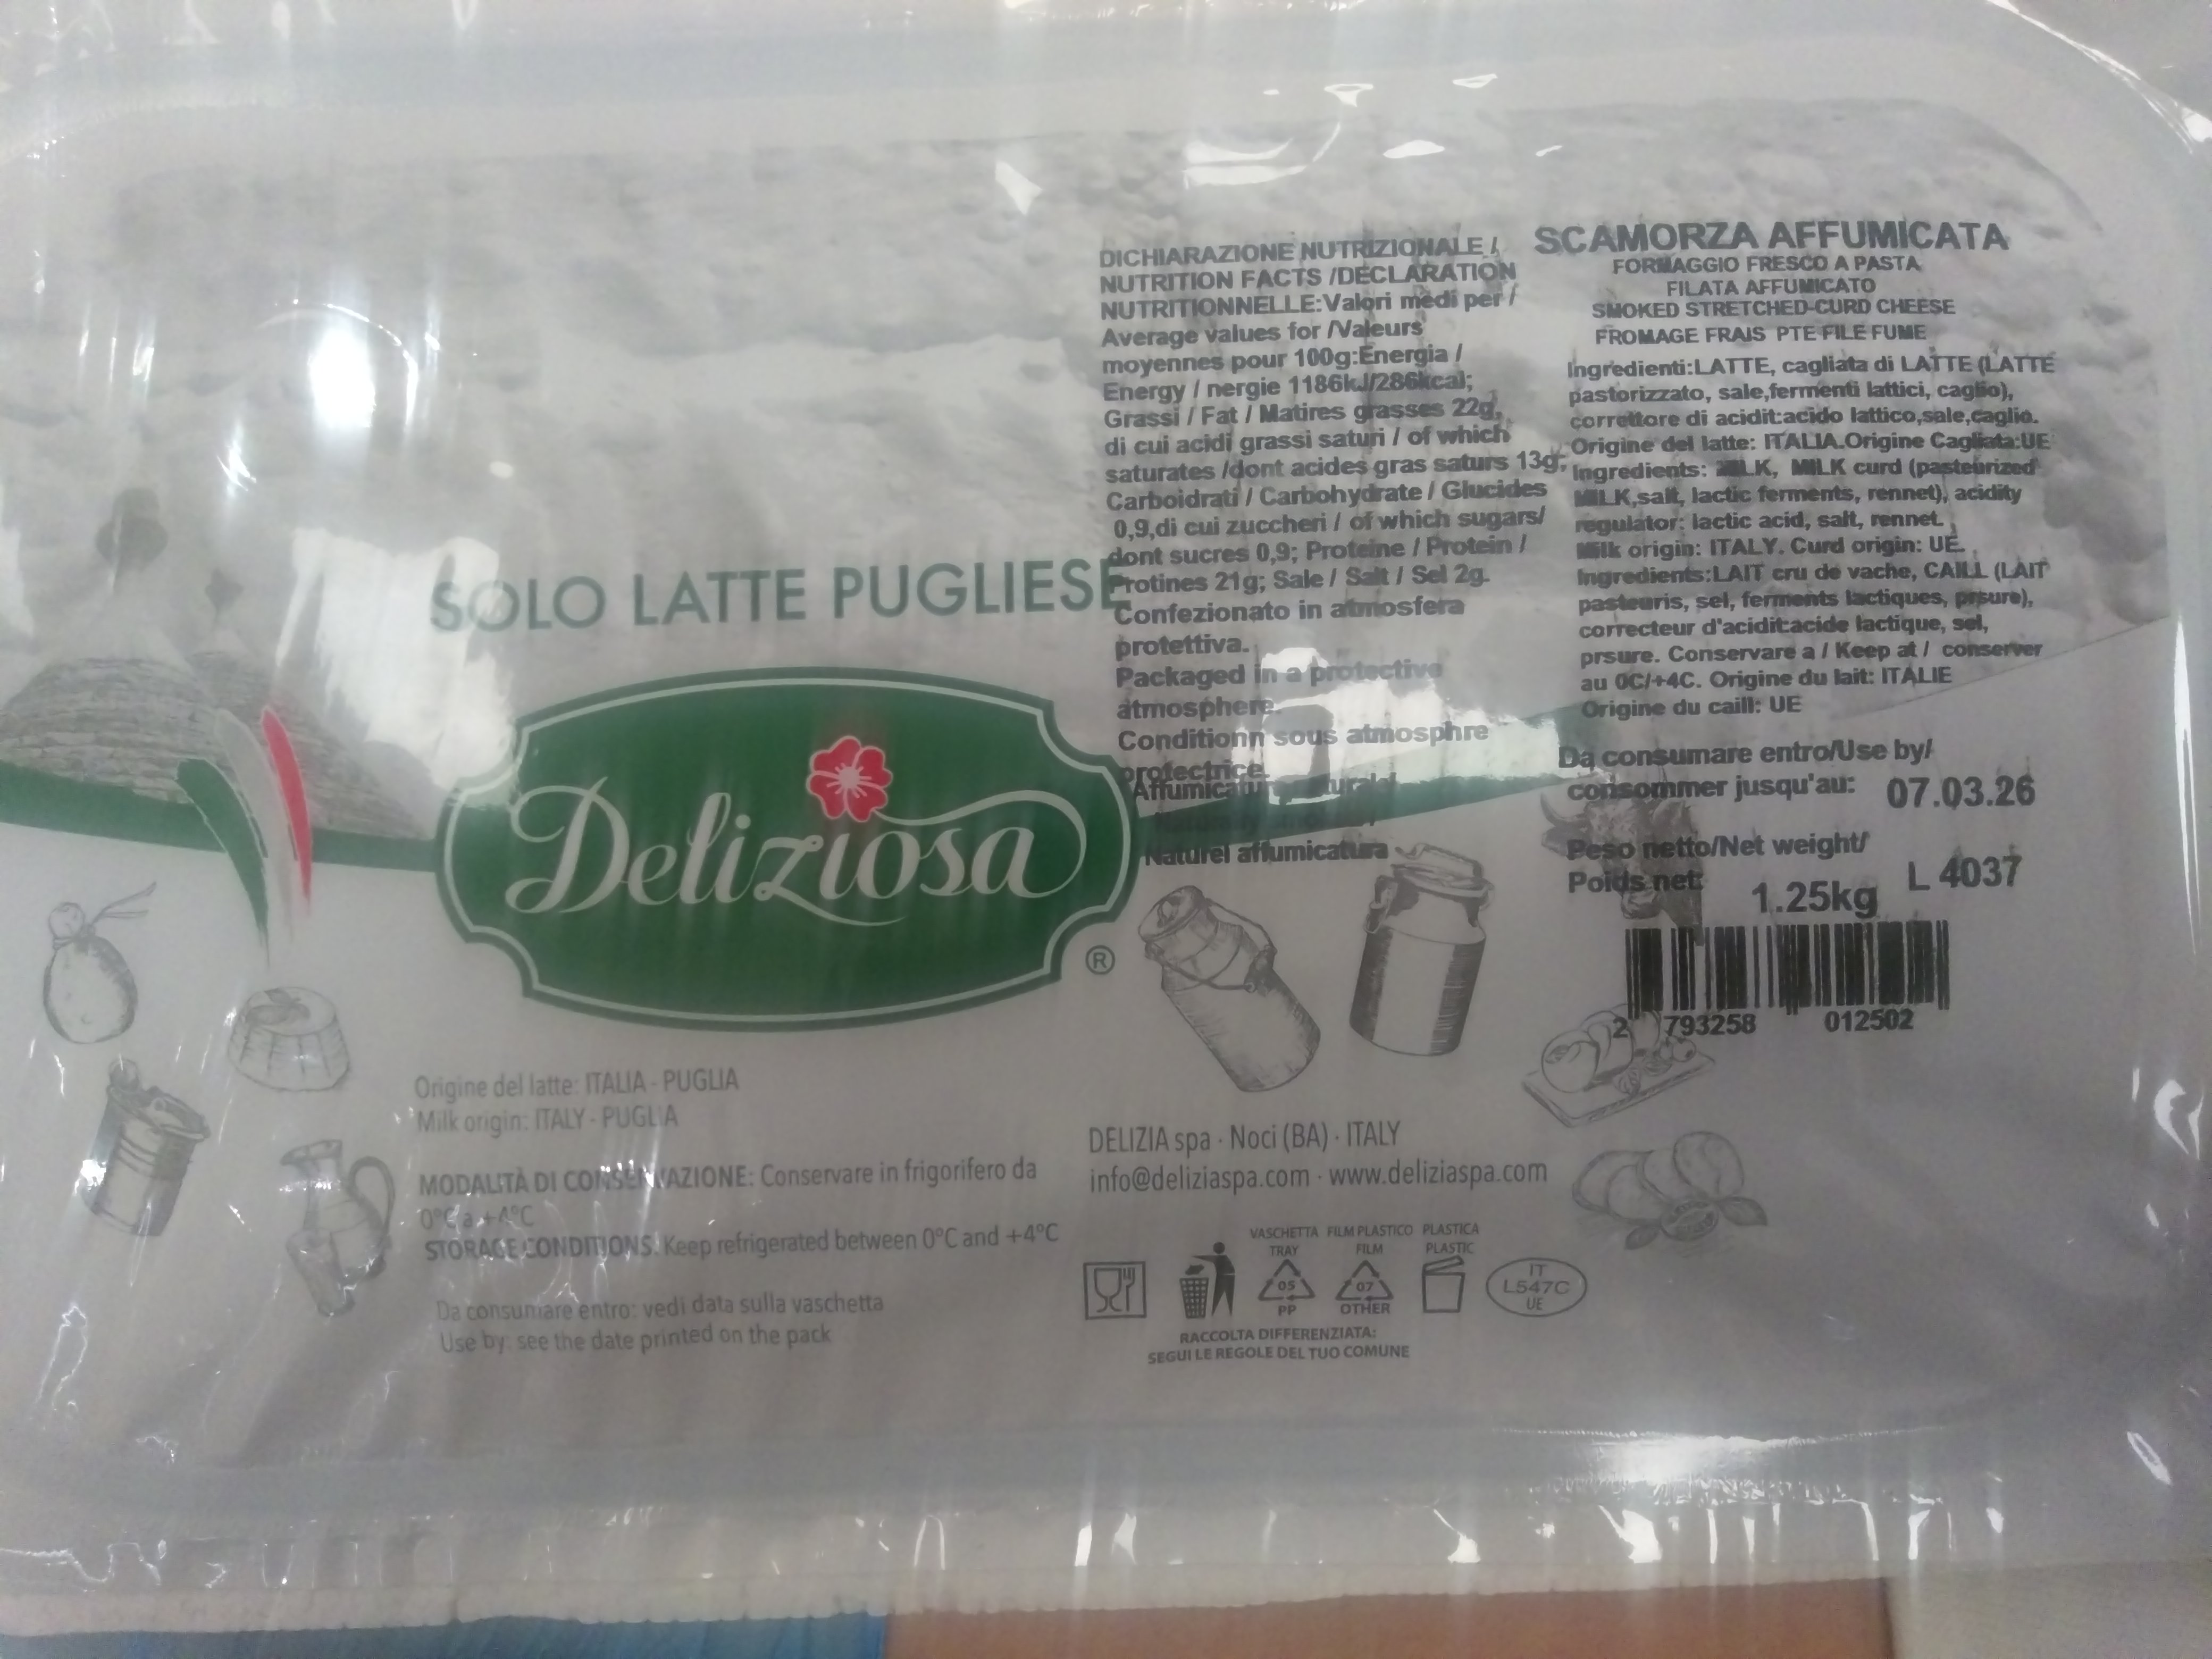 SOLO LATTE PUGLIESE
Deliziosa
®
Origine del latte: ITALIA - PUGLIA
Milk origin: ITALY - PUGLIA
MODALITÀ DI CONSERVAZIONE: Conservare in frigorifero da
0°C a +4°C
STORAGE CONDITIONS: Keep refrigerated between 0°C and +4°C
Da consumare entro: vedi data sulla vaschetta
Use by: see the date printed on the pack
DICHIARAZIONE NUTRIZIONALE /
NUTRITION FACTS /DECLARATION
NUTRITIONNELLE:Valori medi per /
Average values for /Valeurs
moyennes pour 100g:Energia /
Energy / nergie 1186kJ/286kcal;
Grassi / Fat / Matires grasses 22g,
di cui acidi grassi saturi / of which
saturates /dont acides gras saturs 13g;
Carboidrati / Carbohydrate / Glucides
0,9,di cui zuccheri / of which sugars/
dont sucres 0,9; Proteine / Protein /
Protines 21g; Sale / Salt / Sel 2g.
Confezionato in atmosfera
protettiva.
Packaged in a protective
atmosphere.
Conditionn sous atmosphre
protectrice.
Naturel affumicatura
SCAMORZA AFFUMICATA
FORMAGGIO FRESCO A PASTA
FILATA AFFUMICATO
SMOKED STRETCHED-CURD CHEESE
FROMAGE FRAIS PTE FILE FUME
Ingredienti:LATTE, cagliata di LATTE (LATTE
pastorizzato, sale,fermenti lattici, caglio),
correttore di acidit:acido lattico,sale,caglio.
Origine del latte: ITALIA.Origine Cagliata:UE
Ingredients: MILK, MILK curd (pasteurized
MILK,salt, lactic ferments, rennet), acidity
regulator: lactic acid, salt, rennet.
Milk origin: ITALY. Curd origin: UE.
Ingredients:LAIT cru de vache, CAILL (LAIT
pasteuris, sel, ferments lactiques, prsure),
correcteur d'acidit:acide lactique, sel,
prsure. Conservare a / Keep at / conserver
au 0C/+4C. Origine du lait: ITALIE
Origine du caill: UE
Da consumare entro/Use by/
consommer jusqu'au: 07.03.26
Peso netto/Net weight/
Poids net: 1.25kg L 4037
2 793258 012502
DELIZIA spa · Noci (BA) · ITALY
info@deliziaspa.com · www.deliziaspa.com
VASCHETTA FILM PLASTICO PLASTICA
TRAY FILM PLASTIC
05 07
PP OTHER
IT
L547C
UE
RACCOLTA DIFFERENZIATA:
SEGUI LE REGOLE DEL TUO COMUNE